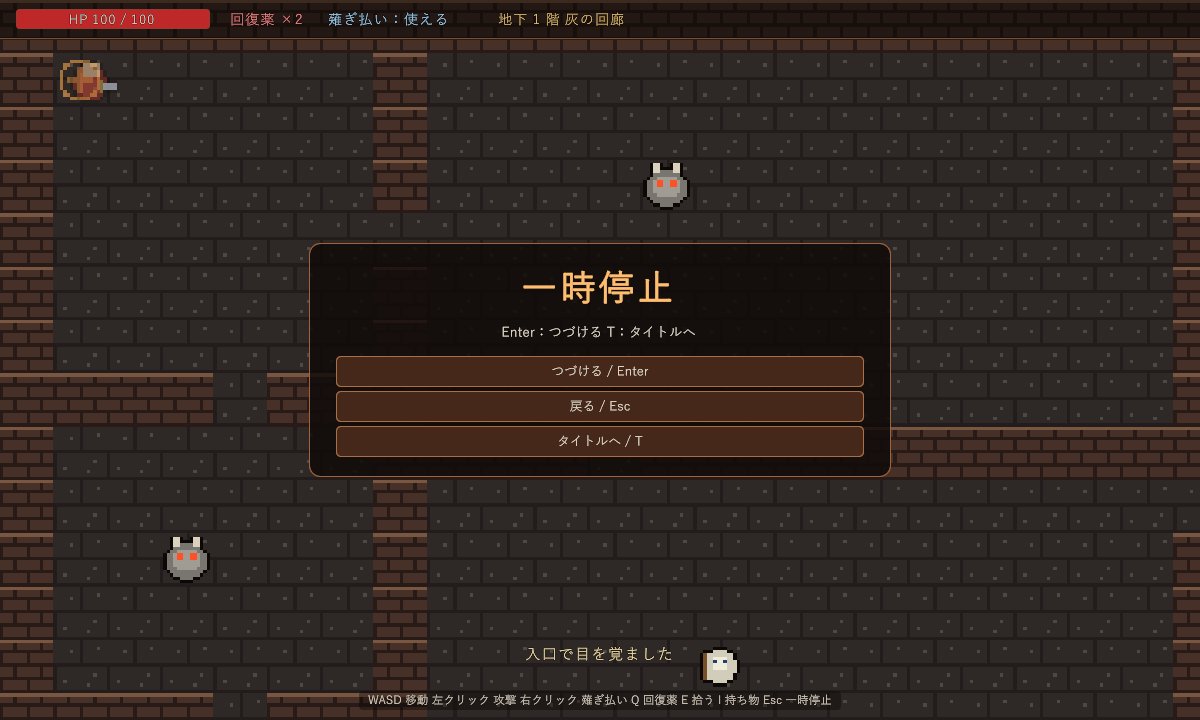 HP 100 / 100 回復薬 ×2 薙ぎ払い：使える 地下 1 階 灰の回廊
一時停止
Enter：つづける T：タイトルへ
つづける / Enter
戻る / Esc
タイトルへ / T
入口で目を覚ました
WASD 移動 左クリック 攻撃 右クリック 薙ぎ払い Q 回復薬 E 拾う I 持ち物 Esc 一時停止